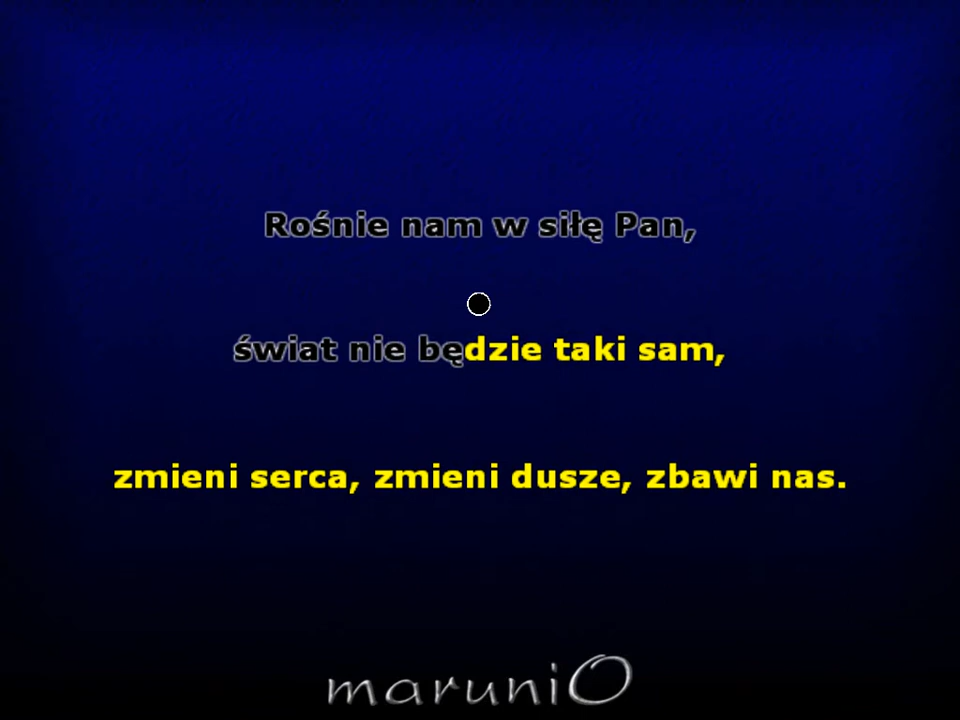 Rośnie nam w siłę Pan,
świat nie będzie taki sam,
zmieni serca, zmieni dusze, zbawi nas.
maruniO